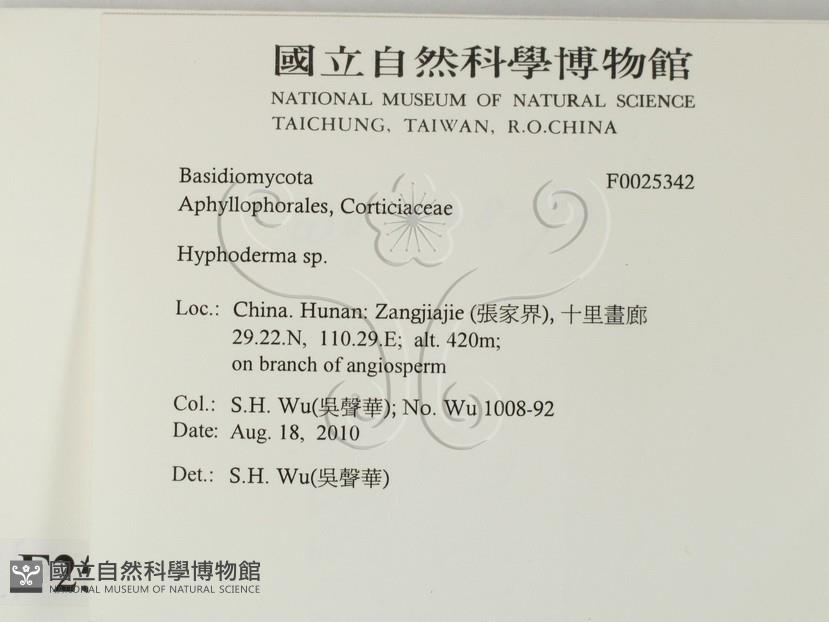 國立自然科學博物館
NATIONAL MUSEUM OF NATURAL SCIENCE
TAICHUNG, TAIWAN, R.O.CHINA
Basidiomycota F0025342
Aphyllophorales, Corticiaceae
Hyphoderma sp.
Loc.: China. Hunan: Zangjiajie (張家界), 十里畫廊
29.22.N, 110.29.E; alt. 420m;
on branch of angiosperm
Col.: S.H. Wu(吳聲華); No. Wu 1008-92
Date: Aug. 18, 2010
Det.: S.H. Wu(吳聲華)
國立自然科學博物館
NATIONAL MUSEUM OF NATURAL SCIENCE